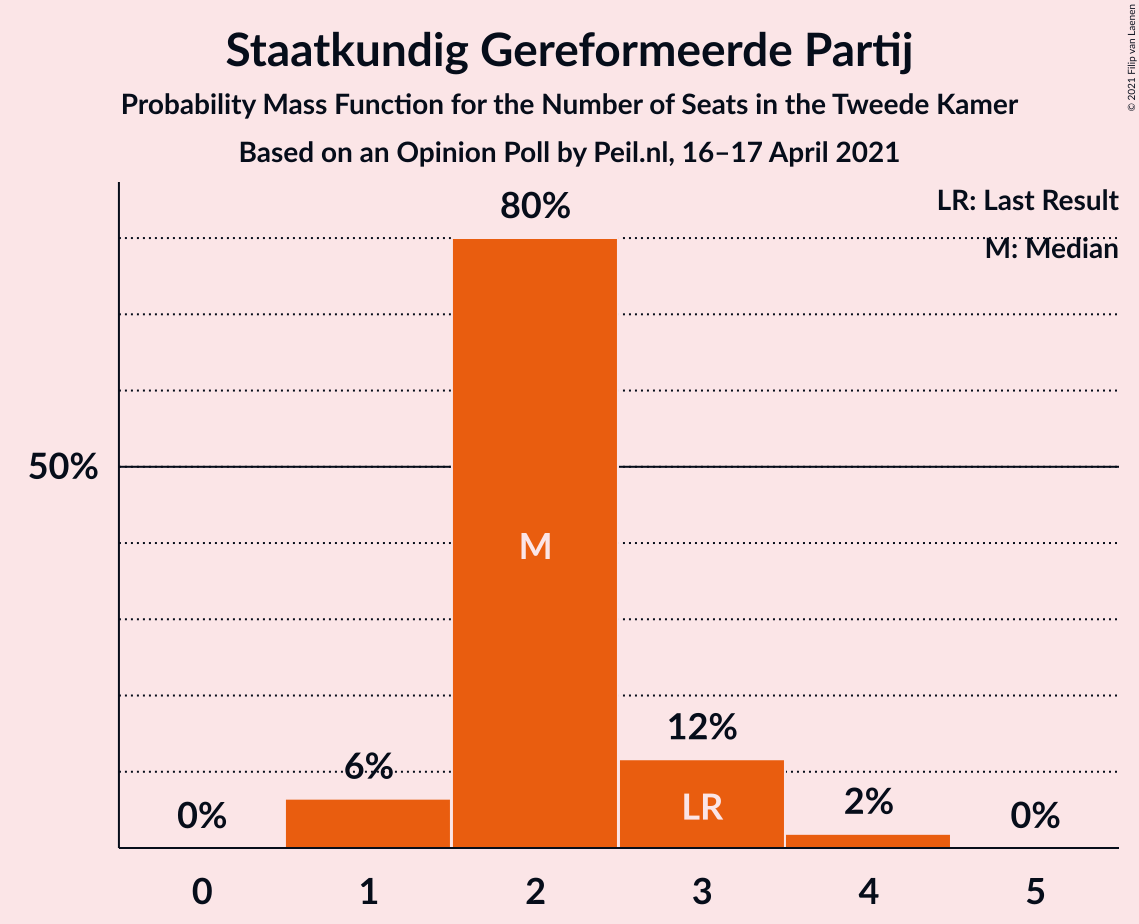 Staatkundig Gereformeerde Partij
Probability Mass Function for the Number of Seats in the Tweede Kamer
Based on an Opinion Poll by Peil.nl, 16–17 April 2021
© 2021 Filip van Laenen
LR: Last Result
M: Median
80%
50%
M
12%
6%
LR
2%
0%
0%
0 1 2 3 4 5